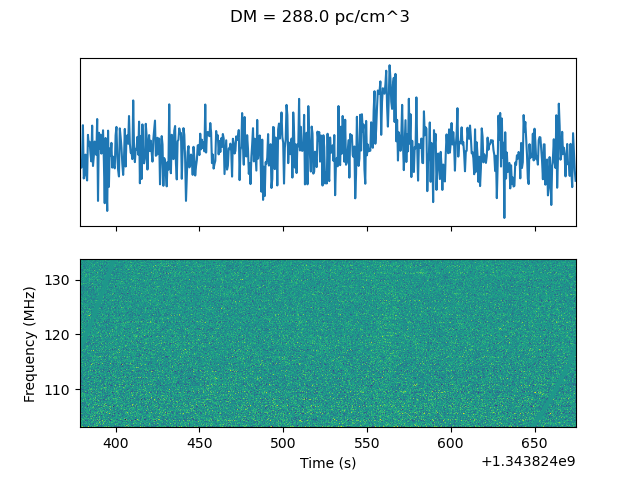 DM = 288.0 pc/cm^3
130
120
110
Frequency (MHz)
400 450 500 550 600 650
Time (s)
+1.343824e9